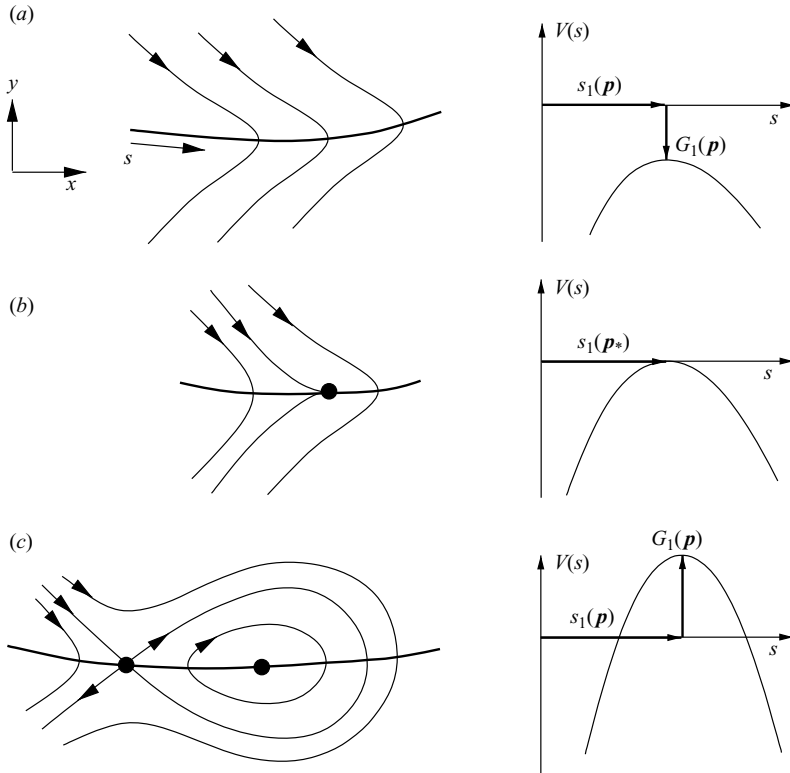 (a)
y
x
s
V(s)
s₁(p)
s
G₁(p)
(b)
V(s)
s₁(p*)
s
(c)
G₁(p)
V(s)
s₁(p)
s